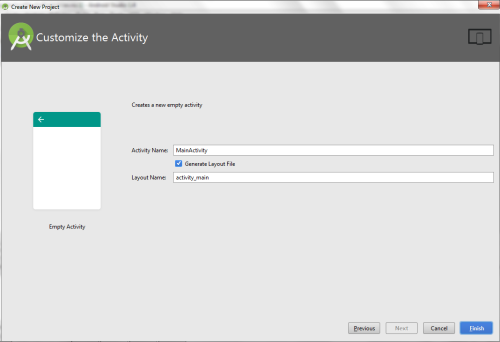 Create New Project
Customize the Activity
Creates a new empty activity
Activity Name: MainActivity
Generate Layout File
Layout Name: activity_main
Empty Activity
Previous Next Cancel Finish